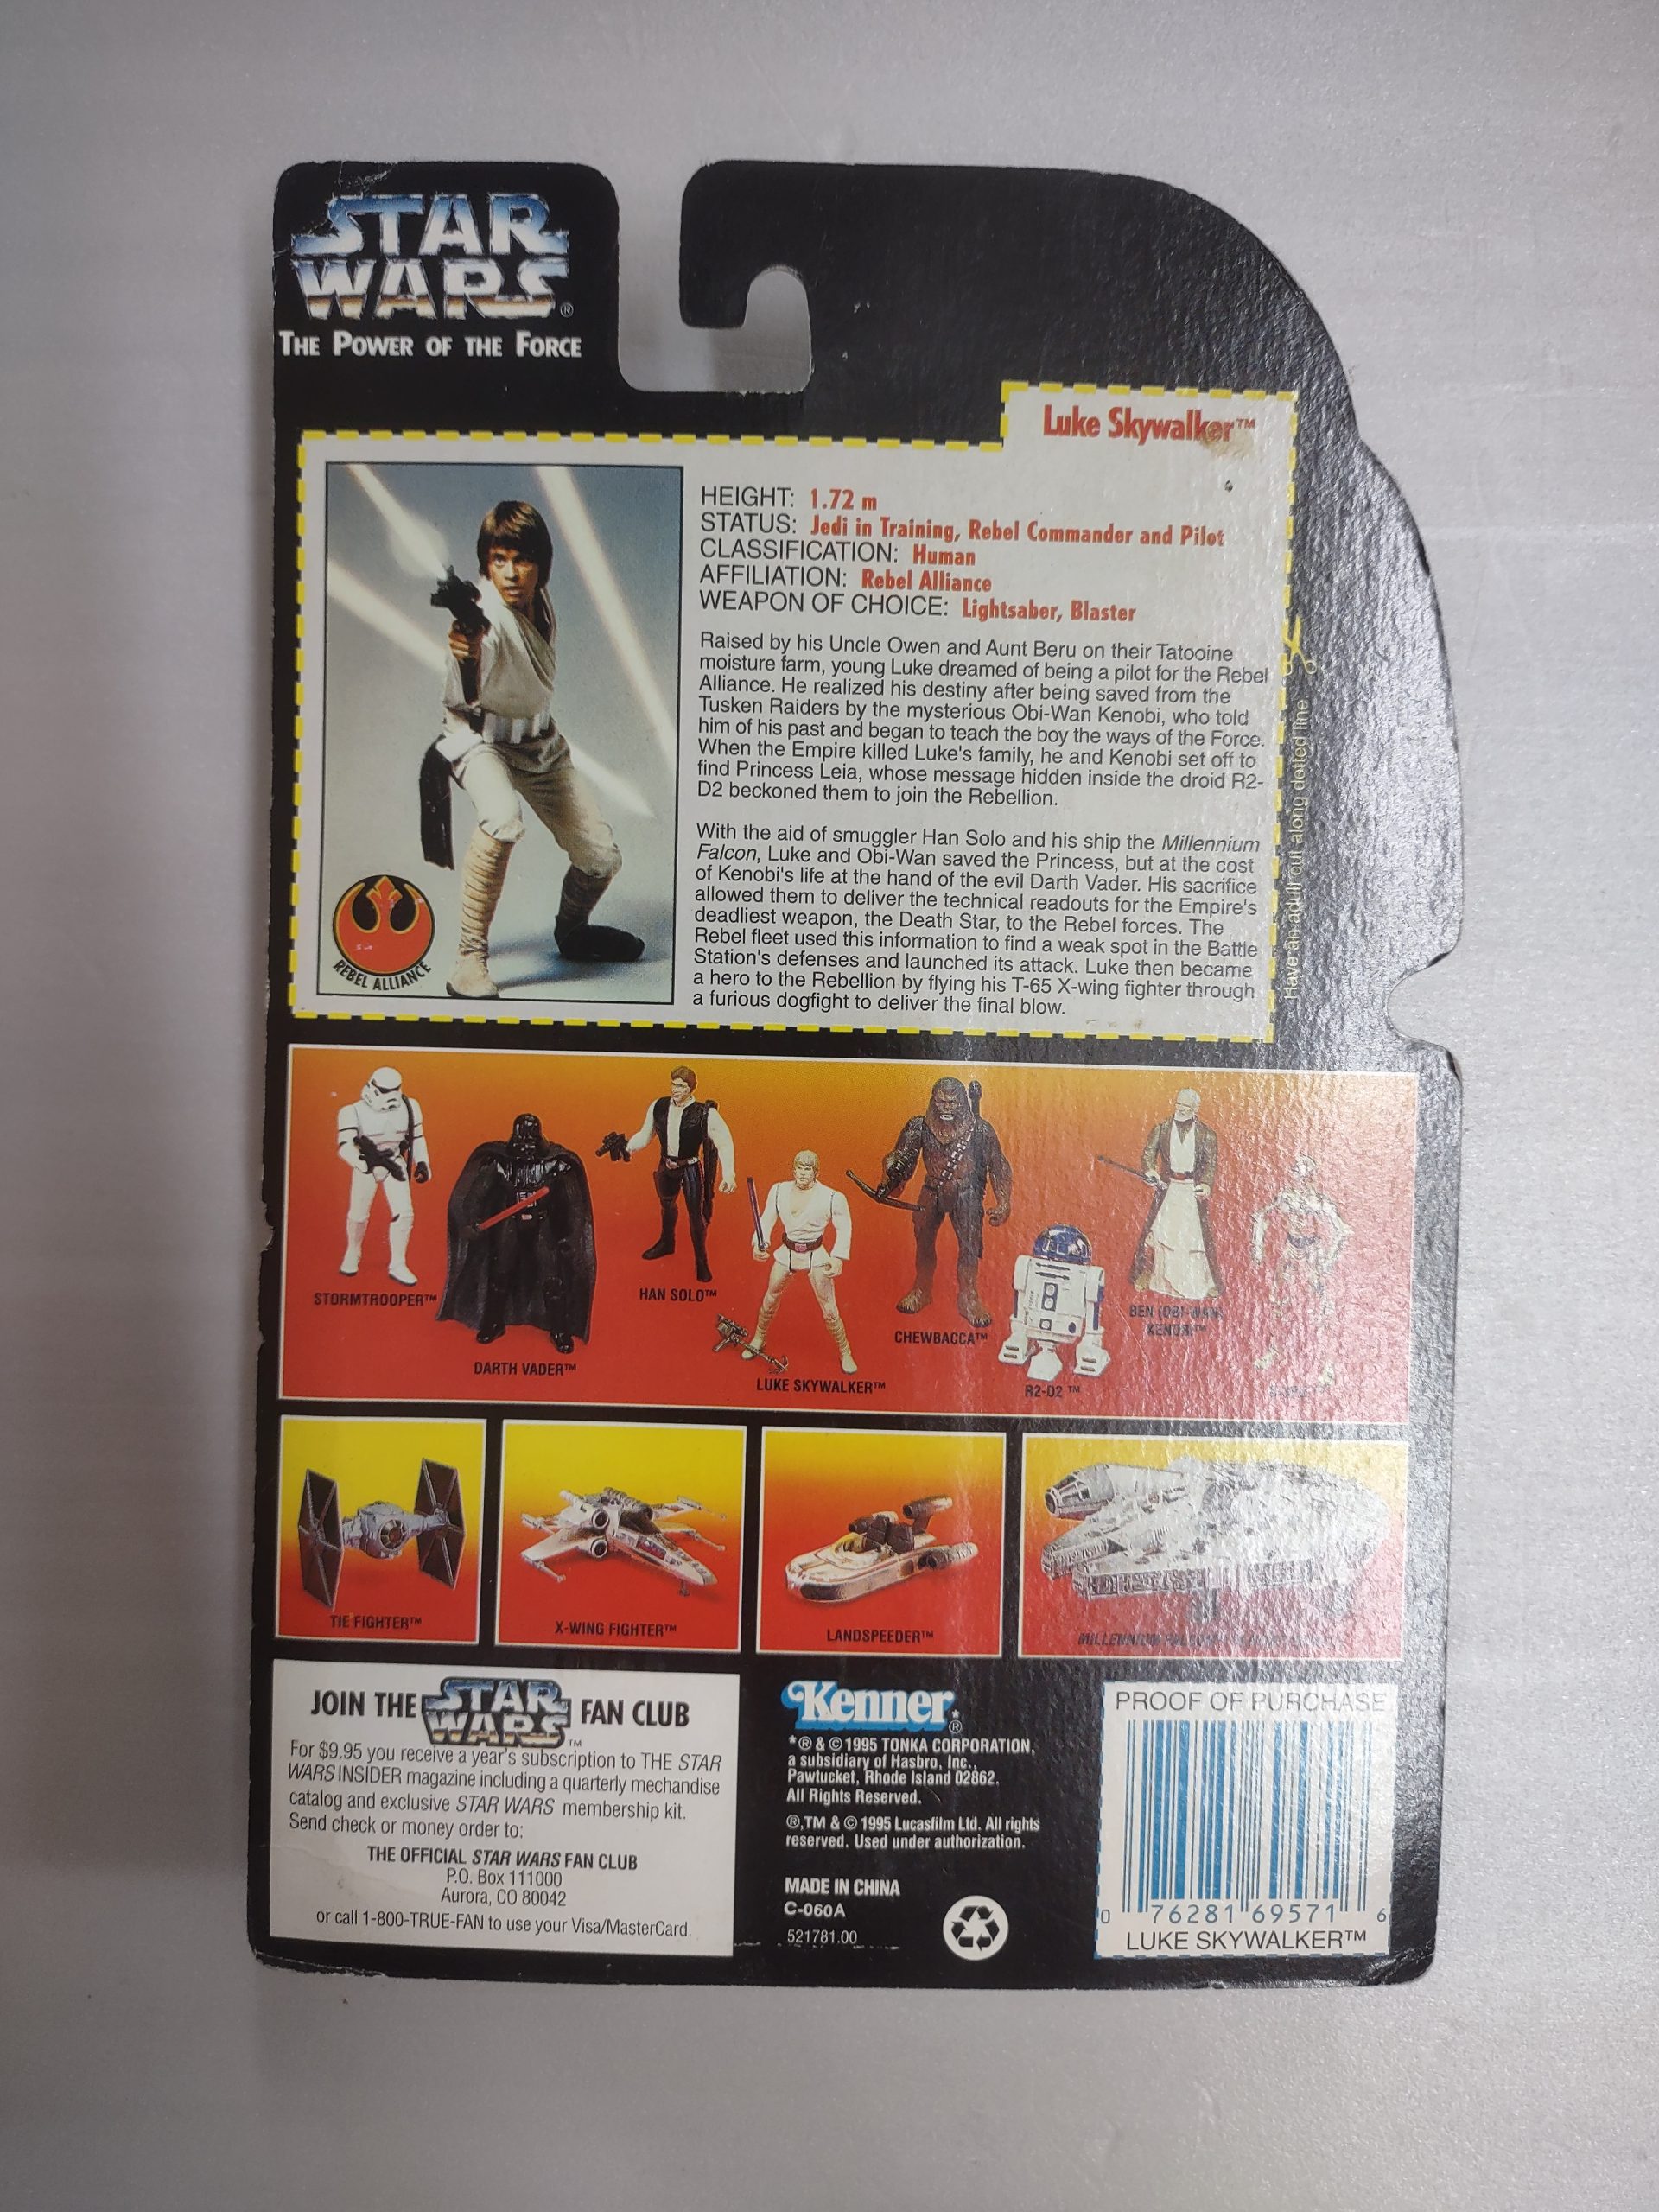 STAR
WARS®
THE POWER OF THE FORCE
Luke Skywalker™
HEIGHT: 1.72 m
STATUS: Jedi in Training, Rebel Commander and Pilot
CLASSIFICATION: Human
AFFILIATION: Rebel Alliance
WEAPON OF CHOICE: Lightsaber, Blaster
Raised by his Uncle Owen and Aunt Beru on their Tatooine
moisture farm, young Luke dreamed of being a pilot for the Rebel
Alliance. He realized his destiny after being saved from the
Tusken Raiders by the mysterious Obi-Wan Kenobi, who told
him of his past and began to teach the boy the ways of the Force.
When the Empire killed Luke's family, he and Kenobi set off to
find Princess Leia, whose message hidden inside the droid R2-
D2 beckoned them to join the Rebellion.
With the aid of smuggler Han Solo and his ship the Millennium
Falcon, Luke and Obi-Wan saved the Princess, but at the cost
of Kenobi's life at the hand of the evil Darth Vader. His sacrifice
allowed them to deliver the technical readouts for the Empire's
deadliest weapon, the Death Star, to the Rebel forces. The
Rebel fleet used this information to find a weak spot in the Battle
Station's defenses and launched its attack. Luke then became
a hero to the Rebellion by flying his T-65 X-wing fighter through
a furious dogfight to deliver the final blow.
REBEL ALLIANCE
Have an adult cut along dotted line.
STORMTROOPER™
DARTH VADER™
HAN SOLO™
LUKE SKYWALKER™
CHEWBACCA™
R2-D2 ™
BEN (OBI-WAN)
KENOBI™
TIE FIGHTER™
X-WING FIGHTER™
LANDSPEEDER™
MILLENNIUM FALCON
JOIN THE STAR WARS™ FAN CLUB
For $9.95 you receive a year's subscription to THE STAR
WARS INSIDER magazine including a quarterly mechandise
catalog and exclusive STAR WARS membership kit.
Send check or money order to:
THE OFFICIAL STAR WARS FAN CLUB
P.O. Box 111000
Aurora, CO 80042
or call 1-800-TRUE-FAN to use your Visa/MasterCard.
Kenner*®
*® & © 1995 TONKA CORPORATION,
a subsidiary of Hasbro, Inc.,
Pawtucket, Rhode Island 02862.
All Rights Reserved.
®,TM & © 1995 Lucasfilm Ltd. All rights
reserved. Used under authorization.
MADE IN CHINA
C-060A
521781.00
PROOF OF PURCHASE
0 76281 69571 6
LUKE SKYWALKER™